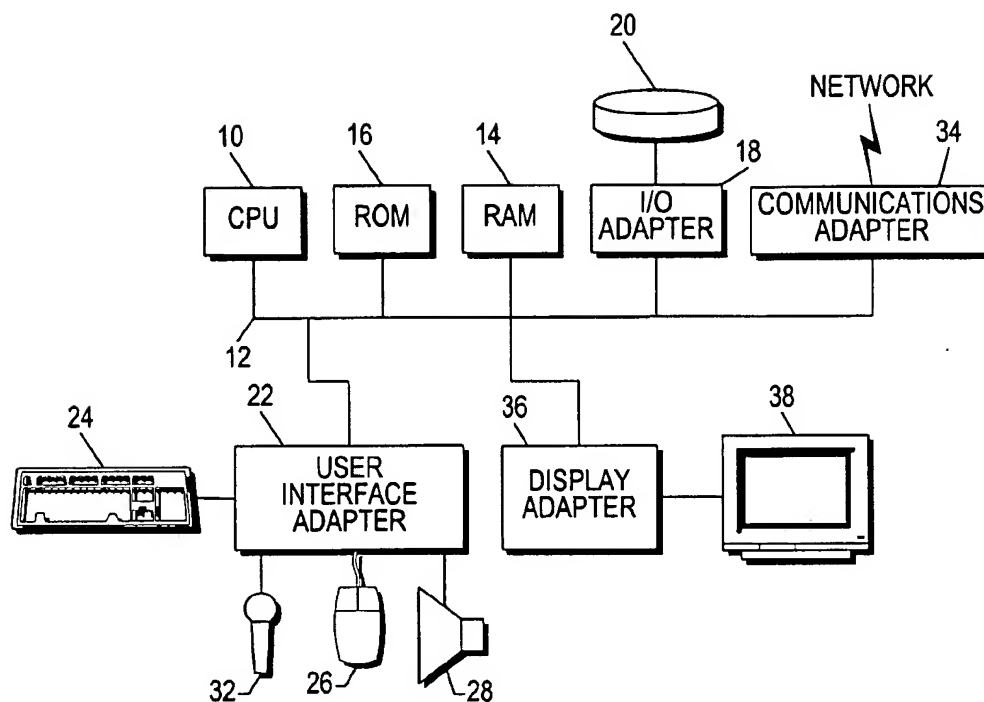 20
NETWORK
10
16
14
18
34
CPU
ROM
RAM
I/O
ADAPTER
COMMUNICATIONS
ADAPTER
12
22
24
36
38
USER
INTERFACE
ADAPTER
DISPLAY
ADAPTER
32
26
28